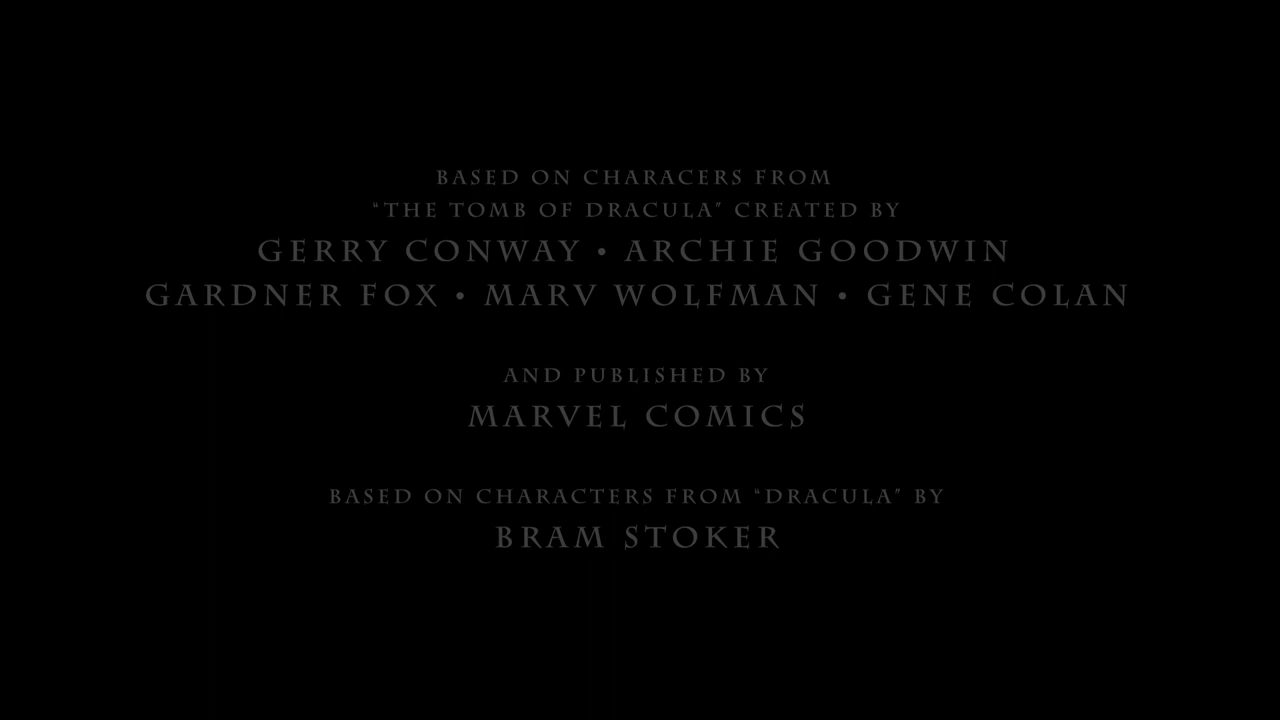 BASED ON CHARACERS FROM
“THE TOMB OF DRACULA” CREATED BY
GERRY CONWAY • ARCHIE GOODWIN
GARDNER FOX • MARV WOLFMAN • GENE COLAN
AND PUBLISHED BY
MARVEL COMICS
BASED ON CHARACTERS FROM “DRACULA” BY
BRAM STOKER